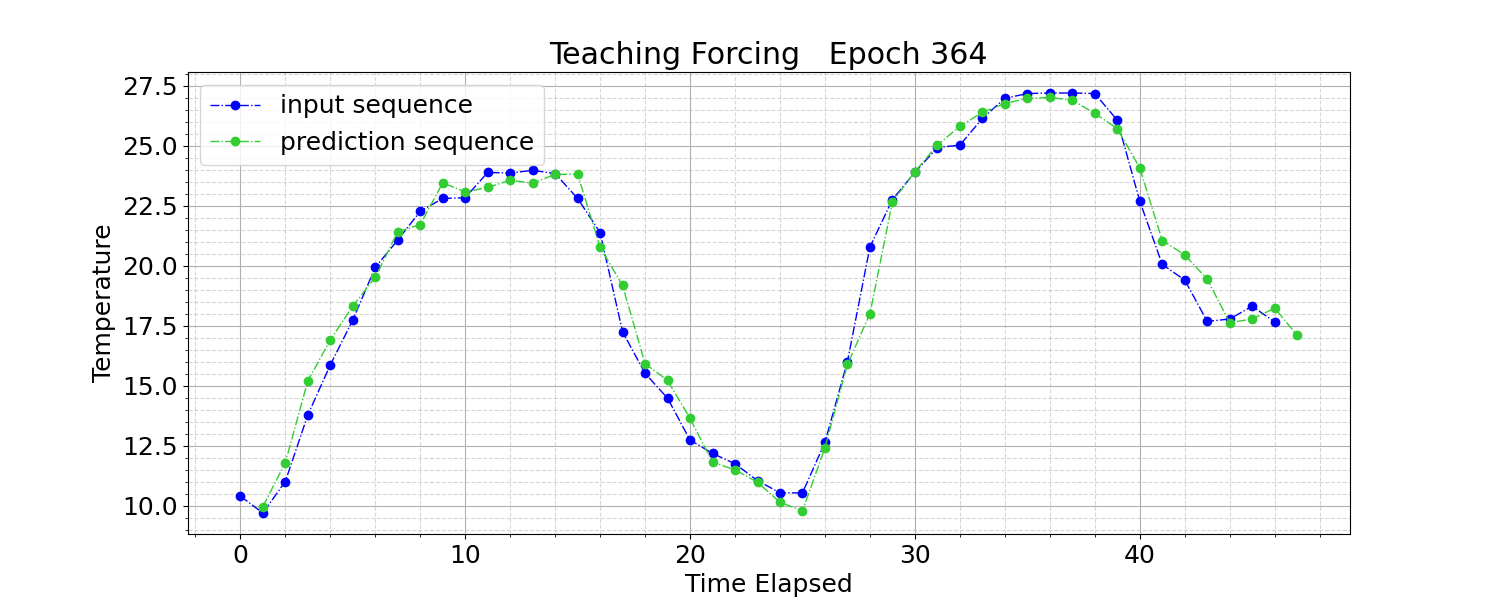 Teaching Forcing   Epoch 364
27.5
25.0
22.5
20.0
17.5
15.0
12.5
10.0
Temperature
input sequence
prediction sequence
0 10 20 30 40
Time Elapsed